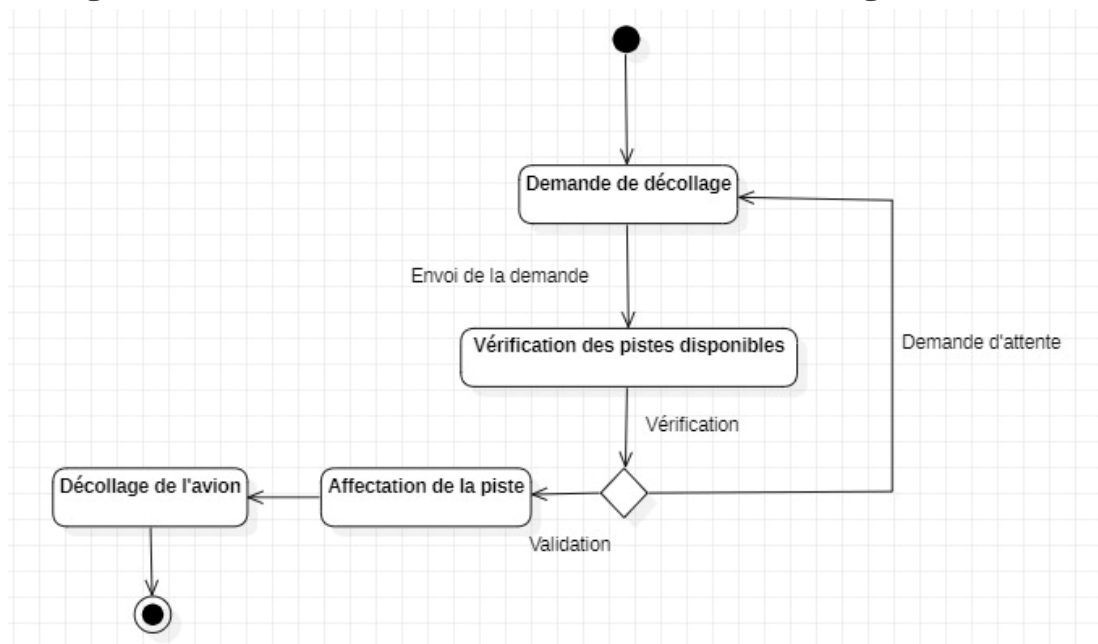 Demande de décollage
Envoi de la demande
Vérification des pistes disponibles
Demande d'attente
Vérification
Décollage de l'avion
Affectation de la piste
Validation